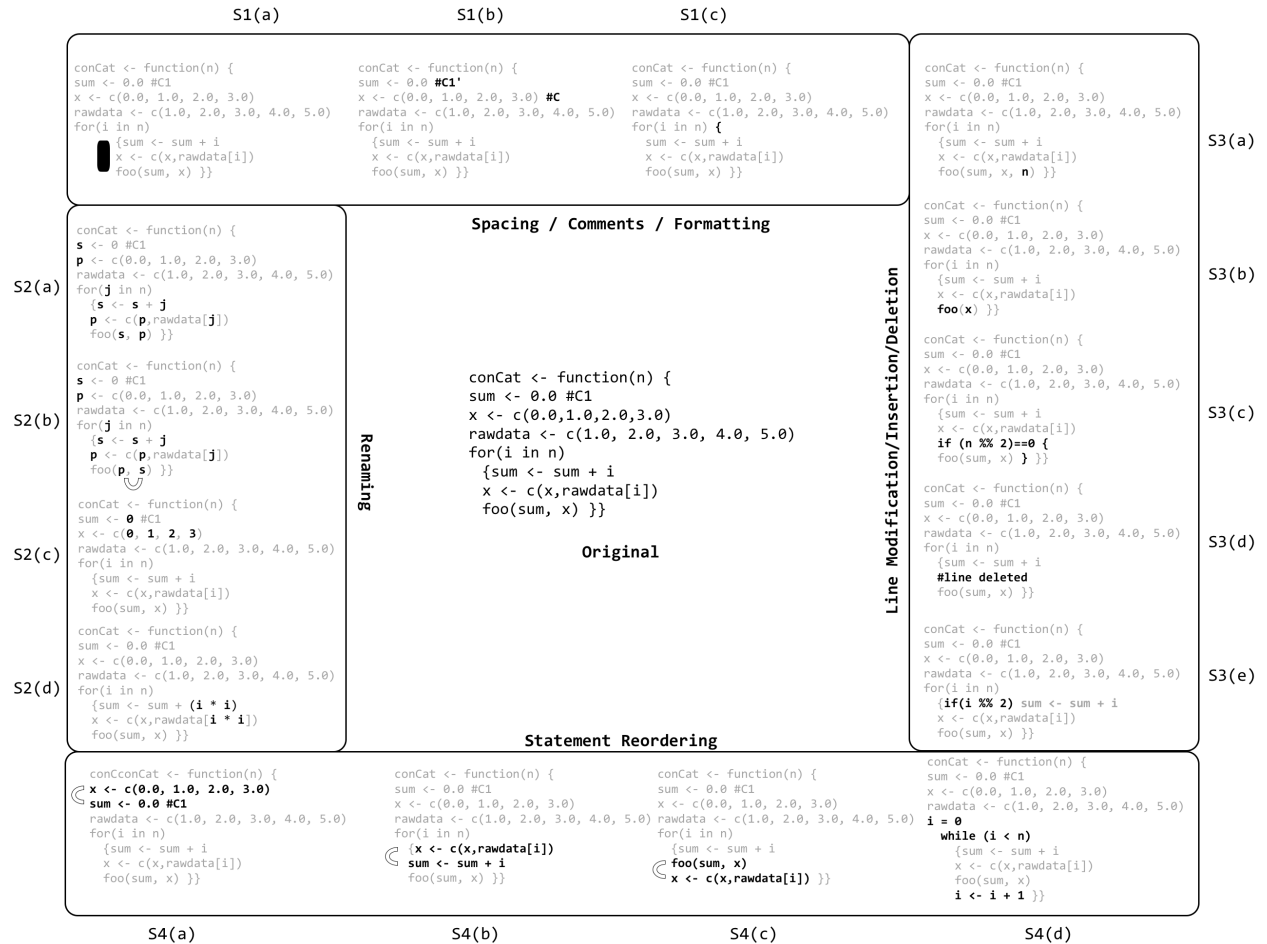 S1(a)
S1(b)
S1(c)
conCat <- function(n) {
sum <- 0.0 #C1
x <- c(0.0, 1.0, 2.0, 3.0)
rawdata <- c(1.0, 2.0, 3.0, 4.0, 5.0)
for(i in n)
{sum <- sum + i
x <- c(x,rawdata[i])
foo(sum, x) }}
conCat <- function(n) {
sum <- 0.0 #C1'
x <- c(0.0, 1.0, 2.0, 3.0) #C
rawdata <- c(1.0, 2.0, 3.0, 4.0, 5.0)
for(i in n)
{sum <- sum + i
x <- c(x,rawdata[i])
foo(sum, x) }}
conCat <- function(n) {
sum <- 0.0 #C1
x <- c(0.0, 1.0, 2.0, 3.0)
rawdata <- c(1.0, 2.0, 3.0, 4.0, 5.0)
for(i in n) {
sum <- sum + i
x <- c(x,rawdata[i])
foo(sum, x) }}
Spacing / Comments / Formatting
S2(a)
conCat <- function(n) {
s <- 0 #C1
p <- c(0.0, 1.0, 2.0, 3.0)
rawdata <- c(1.0, 2.0, 3.0, 4.0, 5.0)
for(j in n)
{s <- s + j
p <- c(p,rawdata[j])
foo(s, p) }}
S2(b)
conCat <- function(n) {
s <- 0 #C1
p <- c(0.0, 1.0, 2.0, 3.0)
rawdata <- c(1.0, 2.0, 3.0, 4.0, 5.0)
for(j in n)
{s <- s + j
p <- c(p,rawdata[j])
foo(p, s) }}
S2(c)
conCat <- function(n) {
sum <- 0 #C1
x <- c(0, 1, 2, 3)
rawdata <- c(1.0, 2.0, 3.0, 4.0, 5.0)
for(i in n)
{sum <- sum + i
x <- c(x,rawdata[i])
foo(sum, x) }}
S2(d)
conCat <- function(n) {
sum <- 0.0 #C1
x <- c(0.0, 1.0, 2.0, 3.0)
rawdata <- c(1.0, 2.0, 3.0, 4.0, 5.0)
for(i in n)
{sum <- sum + (i * i)
x <- c(x,rawdata[i * i])
foo(sum, x) }}
Renaming
conCat <- function(n) {
sum <- 0.0 #C1
x <- c(0.0,1.0,2.0,3.0)
rawdata <- c(1.0, 2.0, 3.0, 4.0, 5.0)
for(i in n)
{sum <- sum + i
x <- c(x,rawdata[i])
foo(sum, x) }}
Original
Line Modification/Insertion/Deletion
conCat <- function(n) {
sum <- 0.0 #C1
x <- c(0.0, 1.0, 2.0, 3.0)
rawdata <- c(1.0, 2.0, 3.0, 4.0, 5.0)
for(i in n)
{sum <- sum + i
x <- c(x,rawdata[i])
foo(sum, x, n) }}
S3(a)
conCat <- function(n) {
sum <- 0.0 #C1
x <- c(0.0, 1.0, 2.0, 3.0)
rawdata <- c(1.0, 2.0, 3.0, 4.0, 5.0)
for(i in n)
{sum <- sum + i
x <- c(x,rawdata[i])
foo(x) }}
S3(b)
conCat <- function(n) {
sum <- 0.0 #C1
x <- c(0.0, 1.0, 2.0, 3.0)
rawdata <- c(1.0, 2.0, 3.0, 4.0, 5.0)
for(i in n)
{sum <- sum + i
x <- c(x,rawdata[i])
if (n %% 2)==0 {
foo(sum, x) } }}
S3(c)
conCat <- function(n) {
sum <- 0.0 #C1
x <- c(0.0, 1.0, 2.0, 3.0)
rawdata <- c(1.0, 2.0, 3.0, 4.0, 5.0)
for(i in n)
{sum <- sum + i
#line deleted
foo(sum, x) }}
S3(d)
conCat <- function(n) {
sum <- 0.0 #C1
x <- c(0.0, 1.0, 2.0, 3.0)
rawdata <- c(1.0, 2.0, 3.0, 4.0, 5.0)
for(i in n)
{if(i %% 2) sum <- sum + i
x <- c(x,rawdata[i])
foo(sum, x) }}
S3(e)
Statement Reordering
conCconCat <- function(n) {
x <- c(0.0, 1.0, 2.0, 3.0)
sum <- 0.0 #C1
rawdata <- c(1.0, 2.0, 3.0, 4.0, 5.0)
for(i in n)
{sum <- sum + i
x <- c(x,rawdata[i])
foo(sum, x) }}
conCat <- function(n) {
sum <- 0.0 #C1
x <- c(0.0, 1.0, 2.0, 3.0)
rawdata <- c(1.0, 2.0, 3.0, 4.0, 5.0)
for(i in n)
{x <- c(x,rawdata[i])
sum <- sum + i
foo(sum, x) }}
conCat <- function(n) {
sum <- 0.0 #C1
x <- c(0.0, 1.0, 2.0, 3.0)
rawdata <- c(1.0, 2.0, 3.0, 4.0, 5.0)
for(i in n)
{sum <- sum + i
foo(sum, x)
x <- c(x,rawdata[i]) }}
conCat <- function(n) {
sum <- 0.0 #C1
x <- c(0.0, 1.0, 2.0, 3.0)
rawdata <- c(1.0, 2.0, 3.0, 4.0, 5.0)
i = 0
while (i < n)
{sum <- sum + i
x <- c(x,rawdata[i])
foo(sum, x)
i <- i + 1 }}
S4(a)
S4(b)
S4(c)
S4(d)